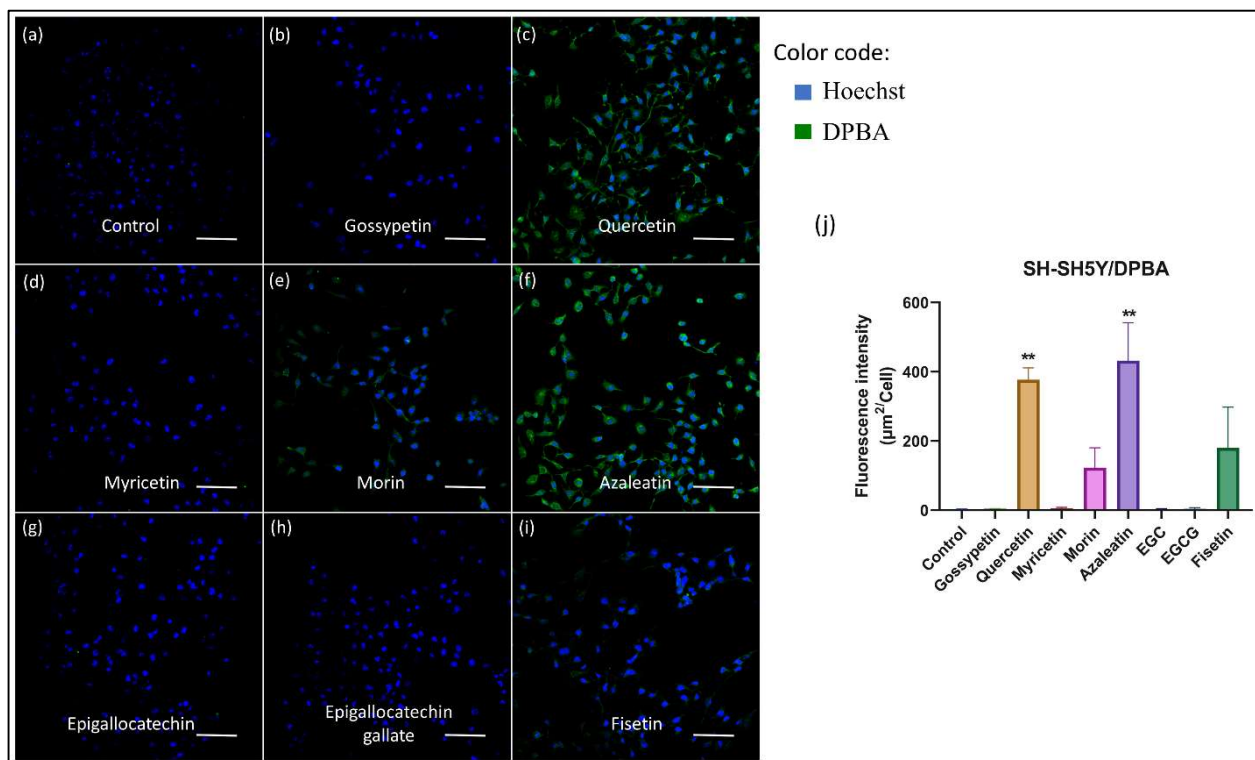 (a)
Control
(b)
Gossypetin
(c)
Quercetin
(d)
Myricetin
(e)
Morin
(f)
Azaleatin
(g)
Epigallocatechin
(h)
Epigallocatechin
gallate
(i)
Fisetin
Color code:
Hoechst
DPBA
(j)
SH-SH5Y/DPBA
Fluorescence intensity
(µm²/Cell)
600
400
200
0
**
**
Control
Gossypetin
Quercetin
Myricetin
Morin
Azaleatin
EGC
EGCG
Fisetin